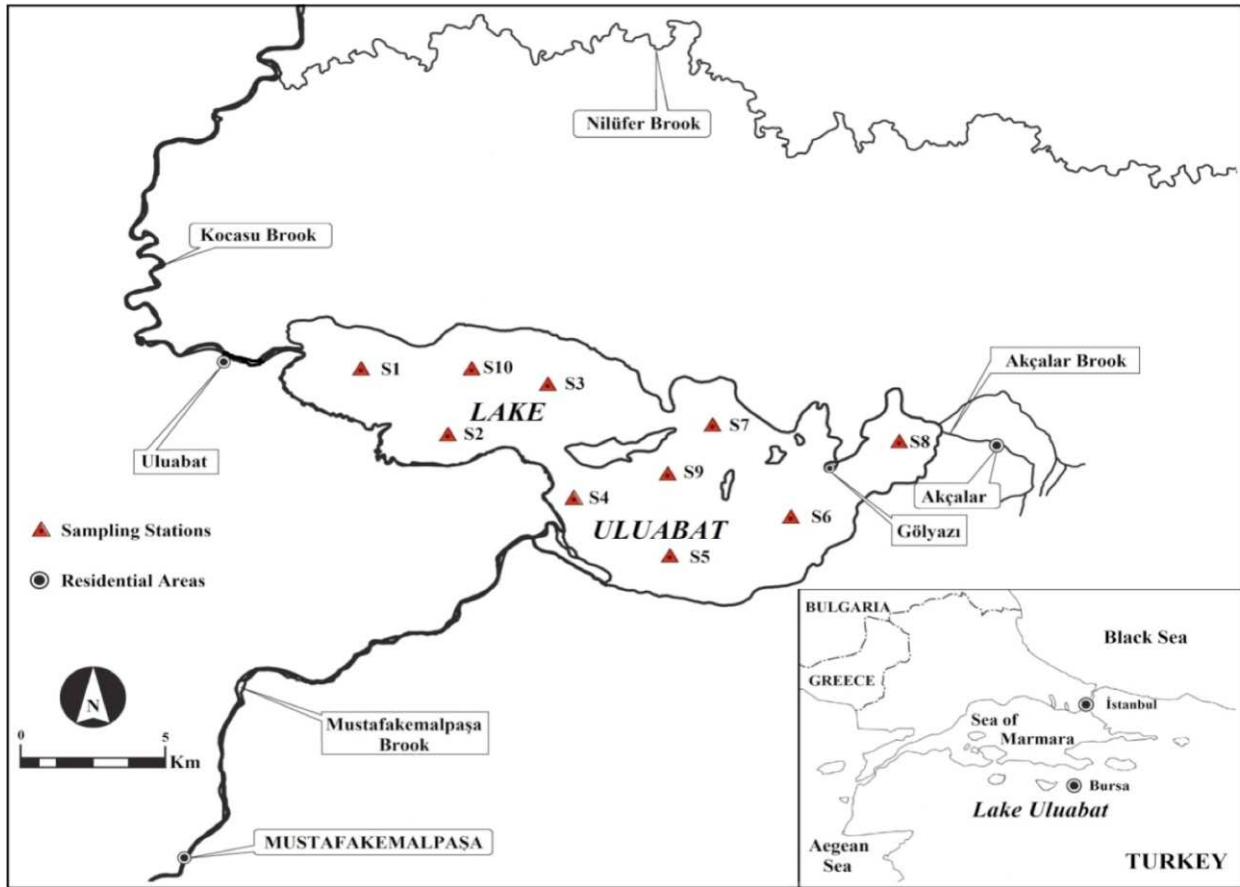 Nilüfer Brook
Kocasu Brook
Akçalar Brook
S1
S10
S3
LAKE
S7
S2
S8
Uluabat
S9
Akçalar
S4
S6
ULUABAT
Gölyazı
Sampling Stations
S5
Residential Areas
N
0 5
Km
Mustafakemalpaşa
Brook
MUSTAFAKEMALPAŞA
BULGARIA
Black Sea
GREECE
İstanbul
Sea of
Marmara
Bursa
Lake Uluabat
Aegean
Sea
TURKEY